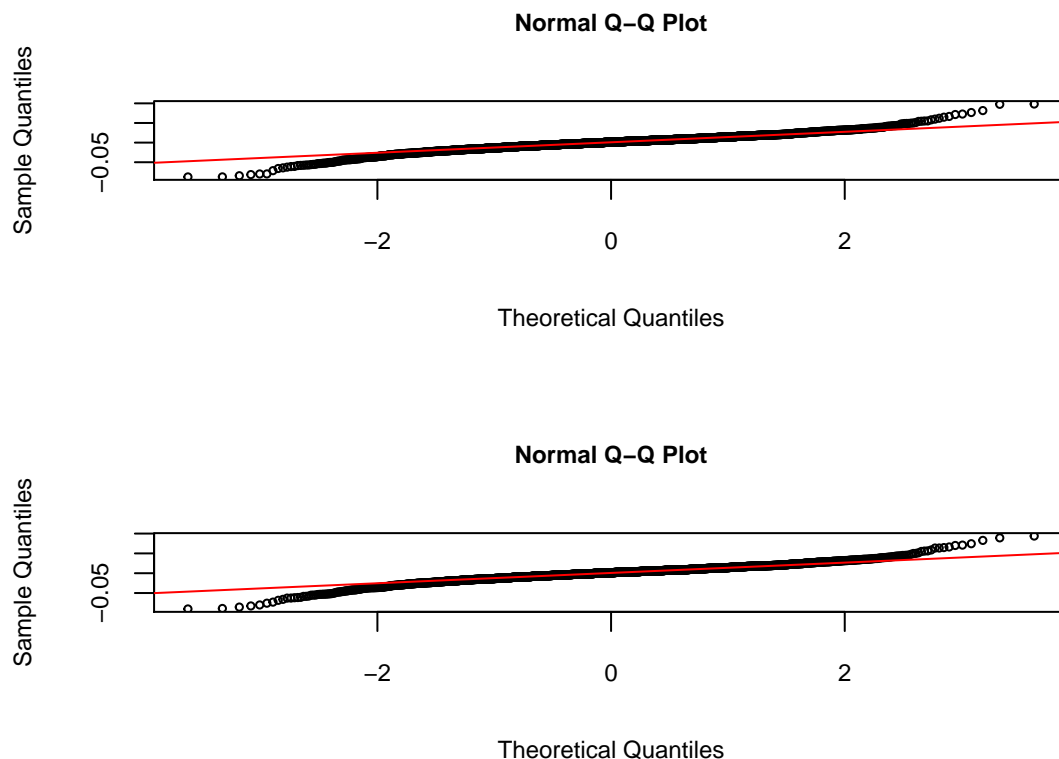 Normal Q−Q Plot
Sample Quantiles
−0.05
−2 0 2
Theoretical Quantiles
Normal Q−Q Plot
Sample Quantiles
−0.05
−2 0 2
Theoretical Quantiles